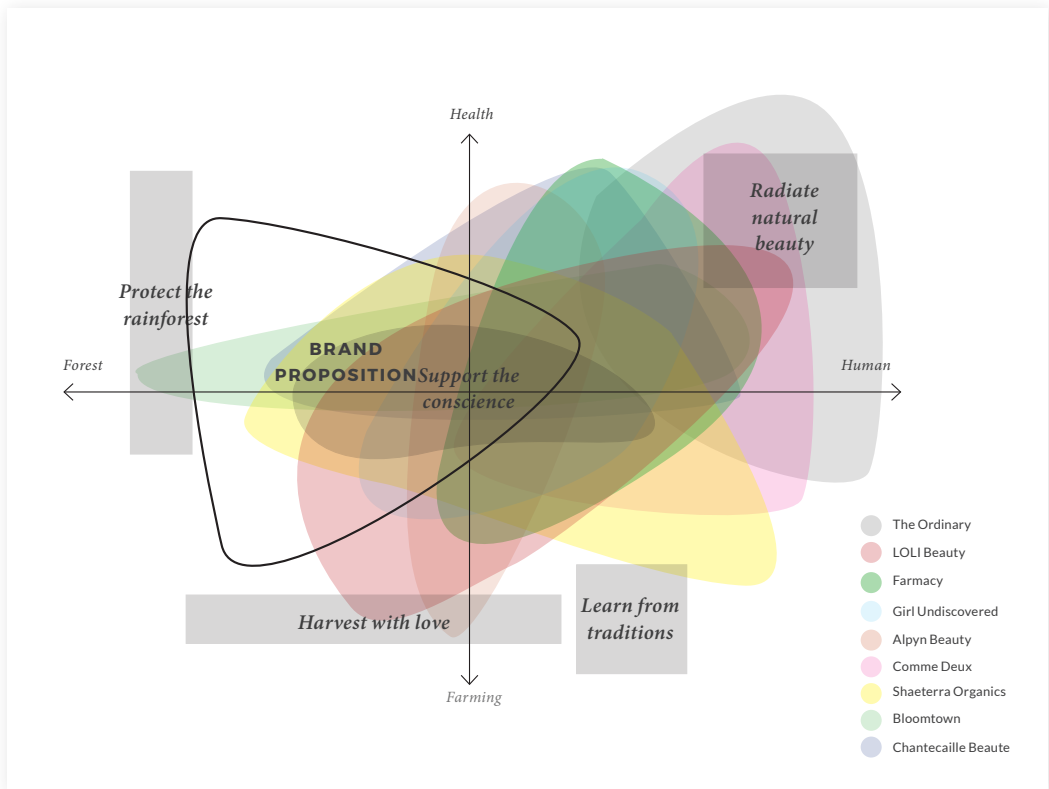 Health
Radiate
natural
beauty
Protect the
rainforest
BRAND
PROPOSITION
Forest
Human
Support the
conscience
The Ordinary
LOLI Beauty
Farmacy
Girl Undiscovered
Alpyn Beauty
Comme Deux
Shaeterra Organics
Bloomtown
Chantecaille Beaute
Harvest with love
Learn from
traditions
Farming